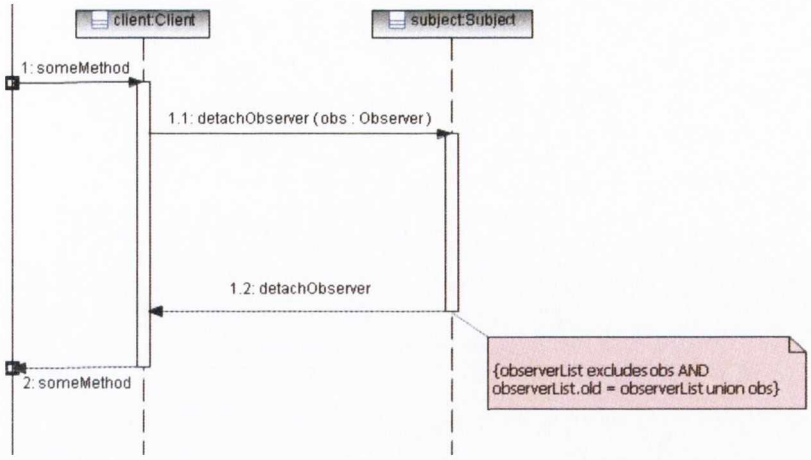 client:Client
subject:Subject
1: someMethod
1.1: detachObserver ( obs : Observer )
1.2: detachObserver
2: someMethod
{observerList excludes obs AND
observerList.old = observerList union obs}